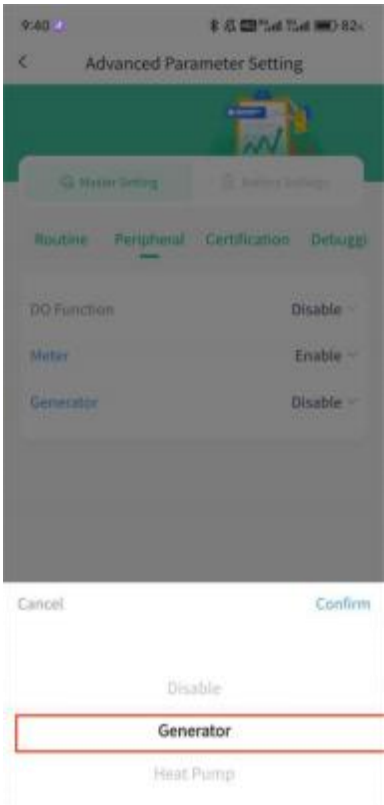 9:40 82
Advanced Parameter Setting
Master Setting Battery Settings
Routine Peripheral Certification Debuggi
DO Function Disable
Meter Enable
Generator Disable
Cancel Confirm
Disable
Generator
Heat Pump